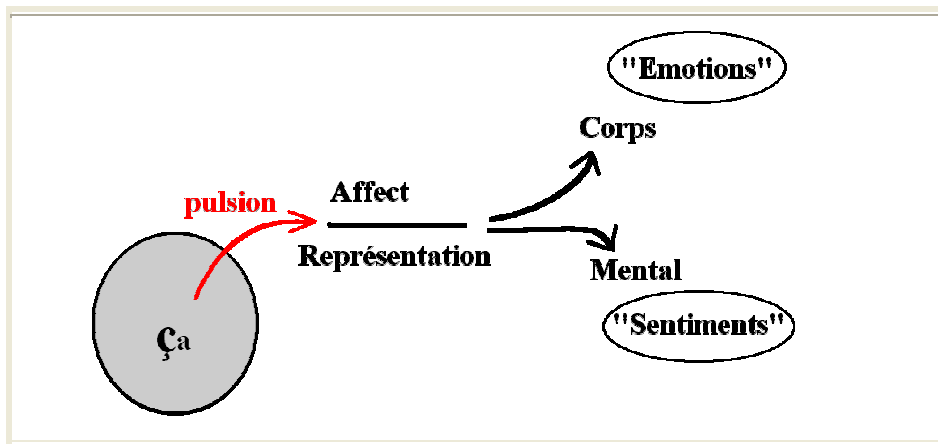 "Emotions"
Corps
Affect
pulsion
Représentation
Mental
"Sentiments"
ça